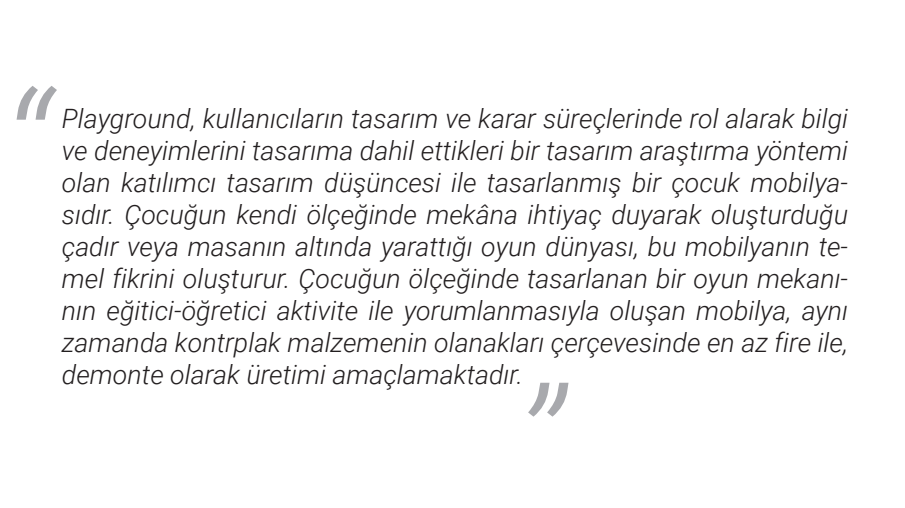 “
Playground, kullanıcıların tasarım ve karar süreçlerinde rol alarak bilgi
ve deneyimlerini tasarıma dahil ettikleri bir tasarım araştırma yöntemi
olan katılımcı tasarım düşüncesi ile tasarlanmış bir çocuk mobilya-
sıdır. Çocuğun kendi ölçeğinde mekâna ihtiyaç duyarak oluşturduğu
çadır veya masanın altında yarattığı oyun dünyası, bu mobilyanın te-
mel fikrini oluşturur. Çocuğun ölçeğinde tasarlanan bir oyun mekanı-
nın eğitici-öğretici aktivite ile yorumlanmasıyla oluşan mobilya, aynı
zamanda kontrplak malzemenin olanakları çerçevesinde en az fire ile,
demonte olarak üretimi amaçlamaktadır.
”